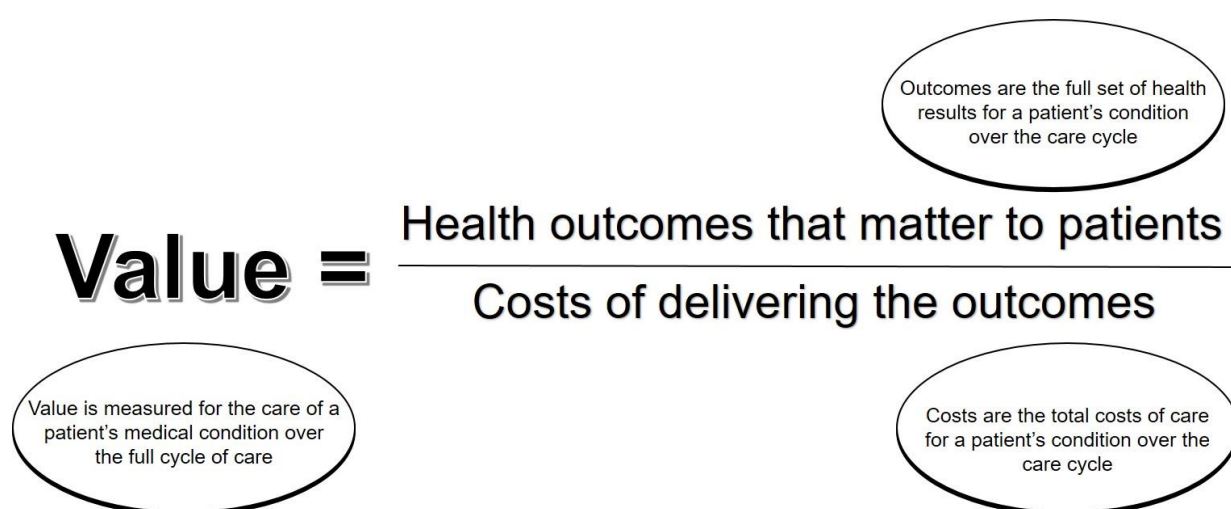 Outcomes are the full set of health
results for a patient’s condition
over the care cycle
Value =
Health outcomes that matter to patients
Costs of delivering the outcomes
Value is measured for the care of a
patient’s medical condition over
the full cycle of care
Costs are the total costs of care
for a patient’s condition over the
care cycle